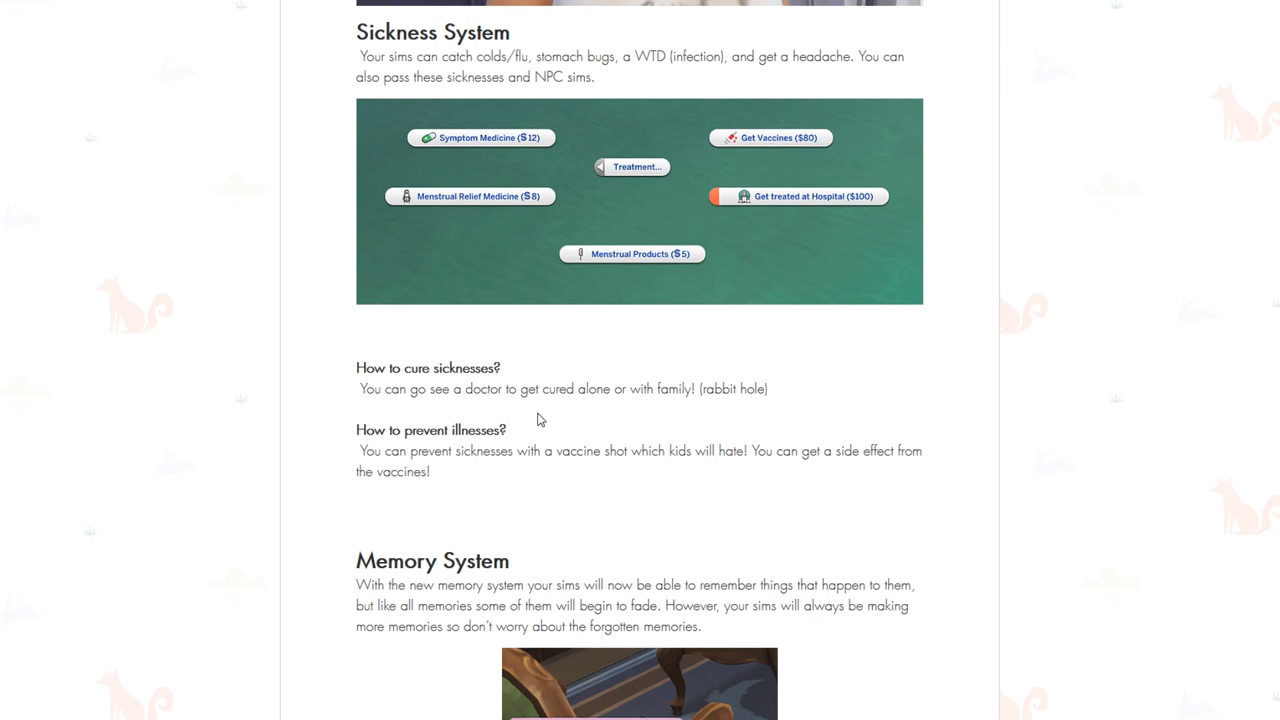 Sickness System
Your sims can catch colds/flu, stomach bugs, a WTD (infection), and get a headache. You can
also pass these sicknesses and NPC sims.
Symptom Medicine (§12)
Get Vaccines ($80)
Treatment...
Menstrual Relief Medicine (§8)
Get treated at Hospital ($100)
Menstrual Products (§5)
How to cure sicknesses?
You can go see a doctor to get cured alone or with family! (rabbit hole)
How to prevent illnesses?
You can prevent sicknesses with a vaccine shot which kids will hate! You can get a side effect from
the vaccines!
Memory System
With the new memory system your sims will now be able to remember things that happen to them,
but like all memories some of them will begin to fade. However, your sims will always be making
more memories so don't worry about the forgotten memories.